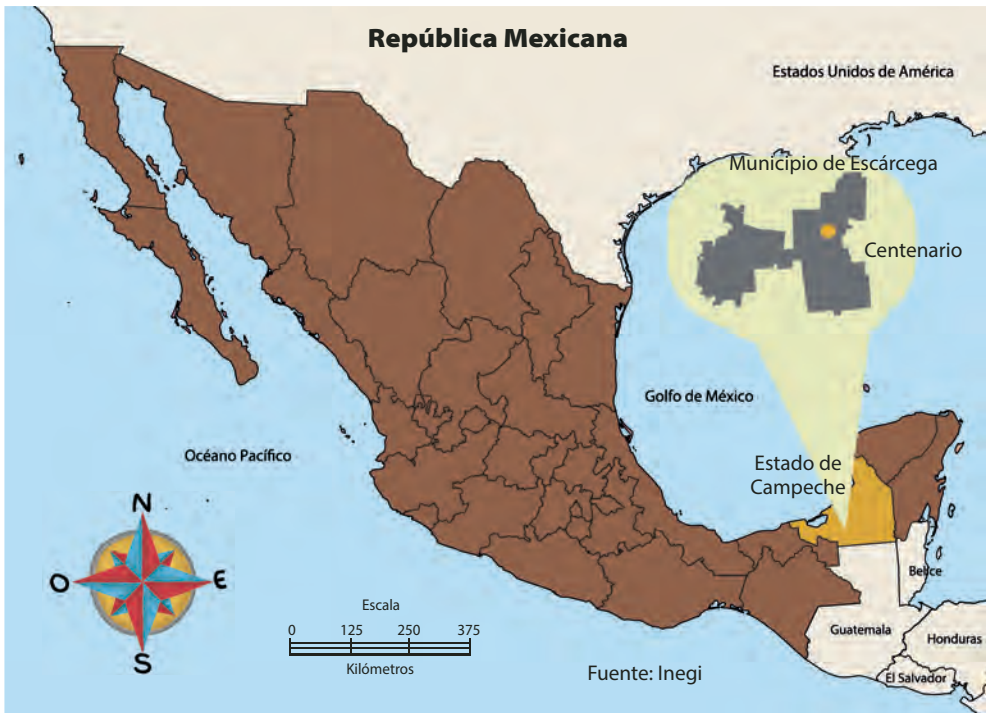 República Mexicana
Estados Unidos de América
Municipio de Escárcega
Centenario
Golfo de México
Océano Pacífico
Estado de
Campeche
N
O
E
S
Belice
Guatemala
Honduras
El Salvador
Escala
0 125 250 375
Kilómetros
Fuente: Inegi